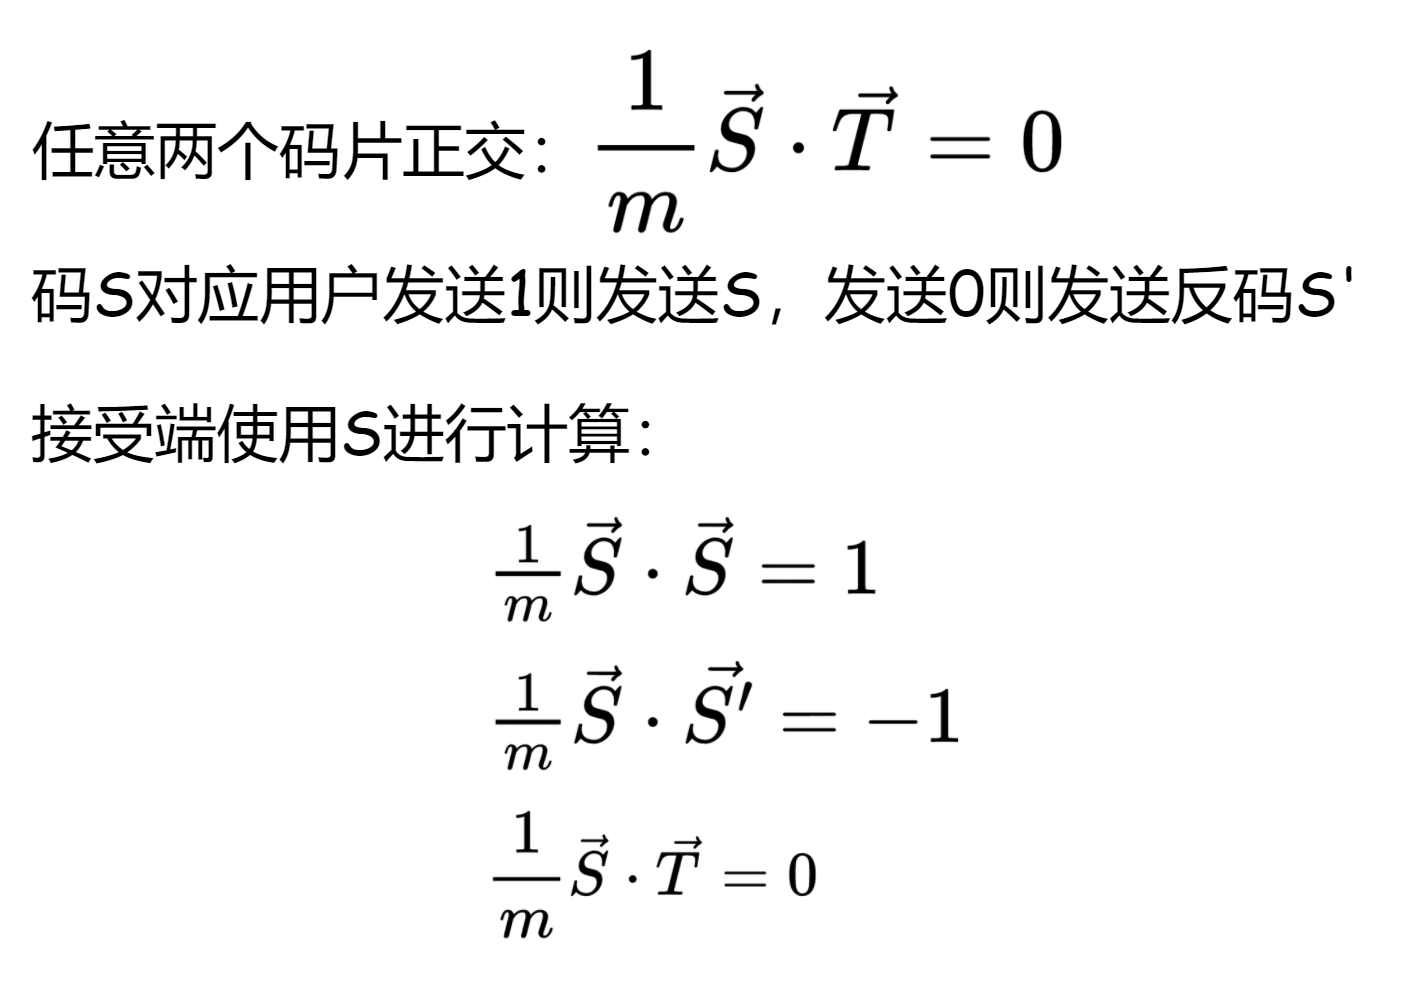 任意两个码片正交：$\frac{1}{m}\vec{S} \cdot \vec{T} = 0$
码S对应用户发送1则发送S，发送0则发送反码S'
接受端使用S进行计算：
$\frac{1}{m}\vec{S} \cdot \vec{S} = 1$
$\frac{1}{m}\vec{S} \cdot \vec{S'} = -1$
$\frac{1}{m}\vec{S} \cdot \vec{T} = 0$